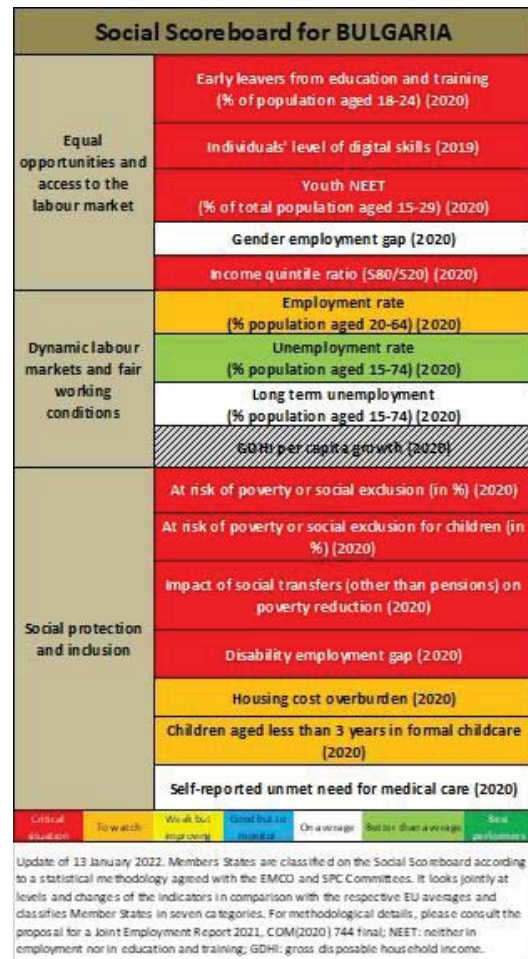 Social Scoreboard for BULGARIA
Equal
opportunities and
access to the
labour market
Early leavers from education and training
(% of population aged 18-24) (2020)
Individuals' level of digital skills (2019)
Youth NEET
(% of total population aged 15-29) (2020)
Gender employment gap (2020)
Income quintile ratio (S80/S20) (2020)
Dynamic labour
markets and fair
working
conditions
Employment rate
(% population aged 20-64) (2020)
Unemployment rate
(% population aged 15-74) (2020)
Long term unemployment
(% population aged 15-74) (2020)
GDHI per capita growth (2020)
Social protection
and inclusion
At risk of poverty or social exclusion (in %) (2020)
At risk of poverty or social exclusion for children (in
%) (2020)
Impact of social transfers (other than pensions) on
poverty reduction (2020)
Disability employment gap (2020)
Housing cost overburden (2020)
Children aged less than 3 years in formal childcare
(2020)
Self-reported unmet need for medical care (2020)
Critical
situation
To watch
Weak but
improving
Good but to
monitor
On average
Better than average
Best
performers
Update of 13 January 2022. Members States are classified on the Social Scoreboard according
to a statistical methodology agreed with the EMCO and SPC Committees. It looks jointly at
levels and changes of the indicators in comparison with the respective EU averages and
classifies Member States in seven categories. For methodological details, please consult the
proposal for a Joint Employment Report 2021, COM(2020) 744 final; NEET: neither in
employment nor in education and training; GDHI: gross disposable household income.